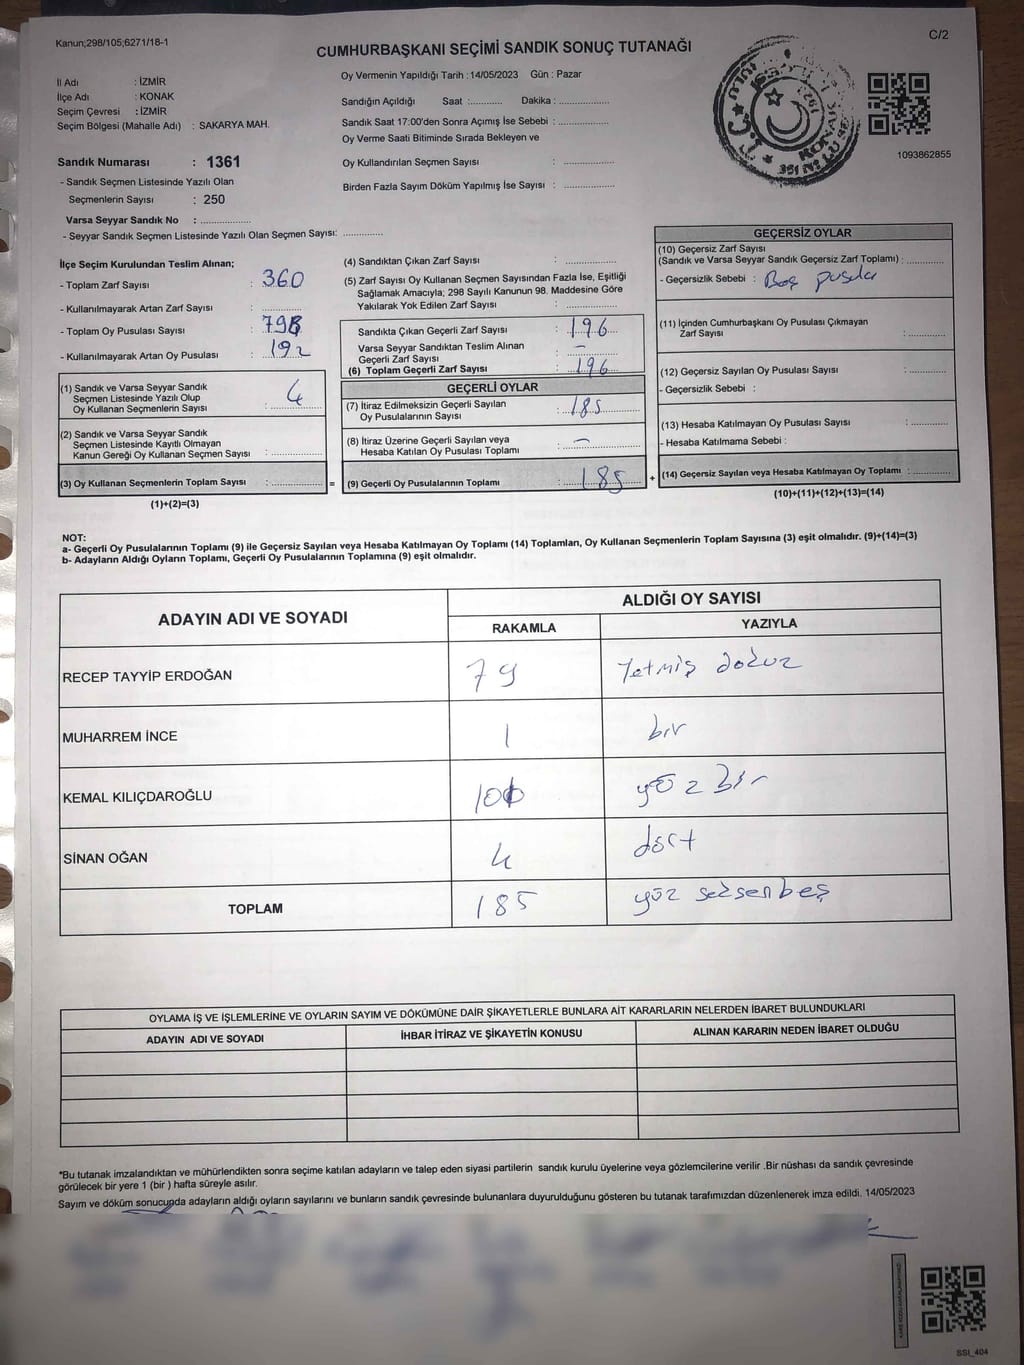 Kanun;298/105;6271/18-1
C/2
CUMHURBAŞKANI SEÇİMİ SANDIK SONUÇ TUTANAĞI
İl Adı : İZMİR
İlçe Adı : KONAK
Seçim Çevresi : İZMİR
Seçim Bölgesi (Mahalle Adı) : SAKARYA MAH.
Sandık Numarası : 1361
- Sandık Seçmen Listesinde Yazılı Olan
Seçmenlerin Sayısı : 250
Varsa Seyyar Sandık No : ..................
- Seyyar Sandık Seçmen Listesinde Yazılı Olan Seçmen Sayısı: ..............
Oy Vermenin Yapıldığı Tarih :14/05/2023 Gün : Pazar
Sandığın Açıldığı Saat :........... Dakika : .................
Sandık Saat 17:00'den Sonra Açımış İse Sebebi : .................
Oy Verme Saati Bitiminde Sırada Bekleyen ve
Oy Kullandırılan Seçmen Sayısı : .................
Birden Fazla Sayım Döküm Yapılmış İse Sayısı : .................
1093862855
İlçe Seçim Kurulundan Teslim Alınan;
- Toplam Zarf Sayısı : 360
- Kullanılmayarak Artan Zarf Sayısı : .............
- Toplam Oy Pusulası Sayısı :
- Kullanılmayarak Artan Oy Pusulası : 192
(1) Sandık ve Varsa Seyyar Sandık
Seçmen Listesinde Yazılı Olup
Oy Kullanan Seçmenlerin Sayısı : 4
(2) Sandık ve Varsa Seyyar Sandık
Seçmen Listesinde Kayıtlı Olmayan
Kanun Gereği Oy Kullanan Seçmen Sayısı : .............
(3) Oy Kullanan Seçmenlerin Toplam Sayısı : ............. =
(1)+(2)=(3)
(4) Sandıktan Çıkan Zarf Sayısı : .............
(5) Zarf Sayısı Oy Kullanan Seçmen Sayısından Fazla İse, Eşitliği
Sağlamak Amacıyla; 298 Sayılı Kanunun 98. Maddesine Göre
Yakılarak Yok Edilen Zarf Sayısı : .............
Sandıkta Çıkan Geçerli Zarf Sayısı : 196
Varsa Seyyar Sandıktan Teslim Alınan
Geçerli Zarf Sayısı : –
(6) Toplam Geçerli Zarf Sayısı : 196
GEÇERLİ OYLAR
(7) İtiraz Edilmeksizin Geçerli Sayılan
Oy Pusulalarının Sayısı : 185
(8) İtiraz Üzerine Geçerli Sayılan veya
Hesaba Katılan Oy Pusulası Toplamı : –
(9) Geçerli Oy Pusulalarının Toplamı : 185 +
GEÇERSİZ OYLAR
(10) Geçersiz Zarf Sayısı
(Sandık ve Varsa Seyyar Sandık Geçersiz Zarf Toplamı) : ...........
- Geçersizlik Sebebi : Boş pusula
(11) İçinden Cumhurbaşkanı Oy Pusulası Çıkmayan
Zarf Sayısı : ...........
(12) Geçersiz Sayılan Oy Pusulası Sayısı : ...........
- Geçersizlik Sebebi :
(13) Hesaba Katılmayan Oy Pusulası Sayısı : ...........
- Hesaba Katılmama Sebebi :
(14) Geçersiz Sayılan veya Hesaba Katılmayan Oy Toplamı : ...........
(10)+(11)+(12)+(13)=(14)
NOT:
a- Geçerli Oy Pusulalarının Toplamı (9) ile Geçersiz Sayılan veya Hesaba Katılmayan Oy Toplamı (14) Toplamları, Oy Kullanan Seçmenlerin Toplam Sayısına (3) eşit olmalıdır. (9)+(14)=(3)
b- Adayların Aldığı Oyların Toplamı, Geçerli Oy Pusulalarının Toplamına (9) eşit olmalıdır.
ADAYIN ADI VE SOYADI
ALDIĞI OY SAYISI
RAKAMLA YAZIYLA
RECEP TAYYİP ERDOĞAN 79 Yetmiş dokuz
MUHARREM İNCE 1 bir
KEMAL KILIÇDAROĞLU 101 yüz bir
SİNAN OĞAN 4 dört
TOPLAM 185 yüz seksenbeş
OYLAMA İŞ VE İŞLEMLERİNE VE OYLARIN SAYIM VE DÖKÜMÜNE DAİR ŞİKAYETLERLE BUNLARA AİT KARARLARIN NELERDEN İBARET BULUNDUKLARI
ADAYIN ADI VE SOYADI İHBAR İTİRAZ VE ŞİKAYETİN KONUSU ALINAN KARARIN NEDEN İBARET OLDUĞU
*Bu tutanak imzalandıktan ve mühürlendikten sonra seçime katılan adayların ve talep eden siyasi partilerin sandık kurulu üyelerine veya gözlemcilerine verilir .Bir nüshası da sandık çevresinde
görülecek bir yere 1 (bir ) hafta süreyle asılır.
Sayım ve döküm sonucunda adayların aldığı oyların sayılarını ve bunların sandık çevresinde bulunanlara duyurulduğunu gösteren bu tutanak tarafımızdan düzenlenerek imza edildi. 14/05/2023
SSI_404